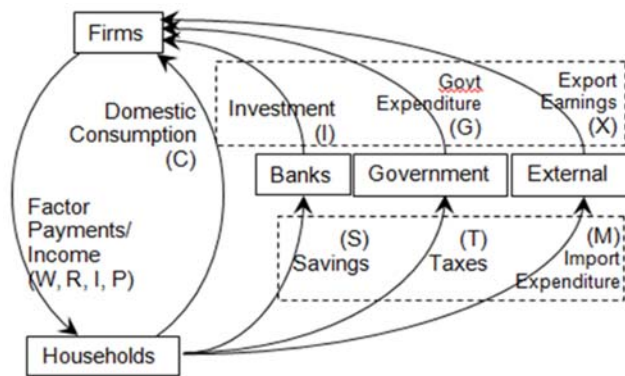 Firms
Domestic
Consumption
(C)
Investment
(I)
Govt
Expenditure
(G)
Export
Earnings
(X)
Banks
Government
External
Factor
Payments/
Income
(W, R, I, P)
(S)
Savings
(T)
Taxes
(M)
Import
Expenditure
Households